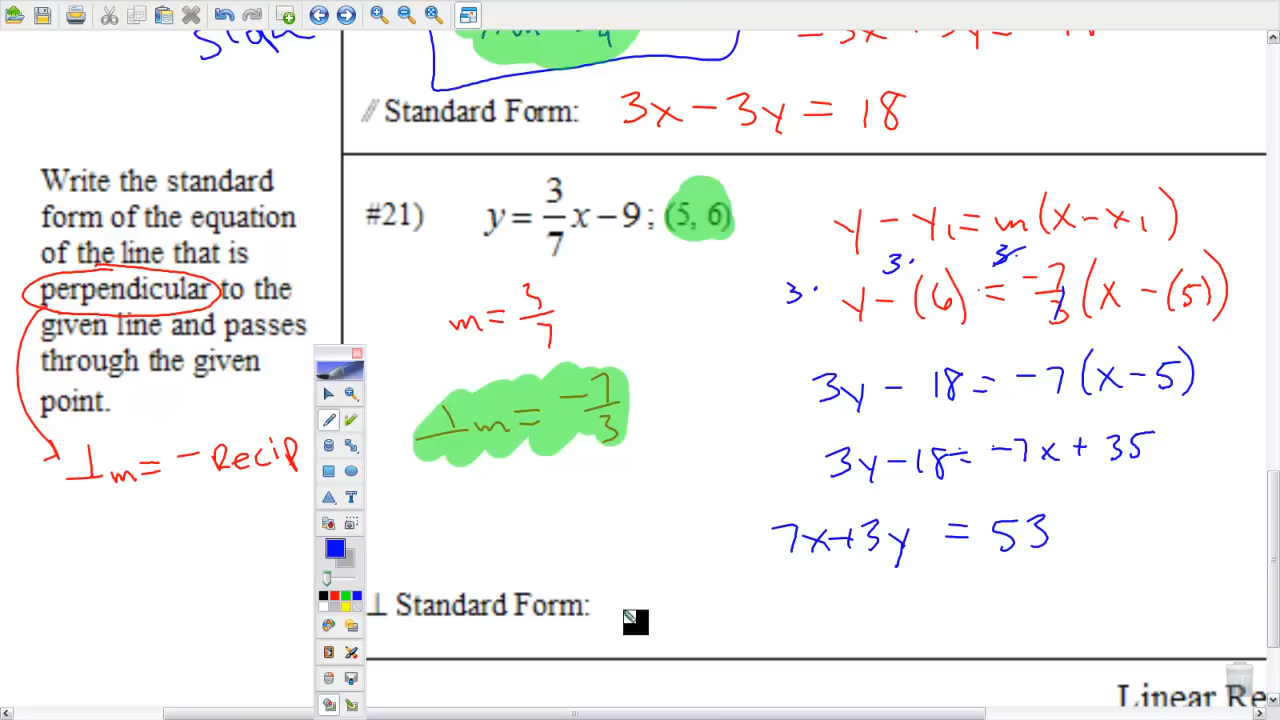 Sign
// Standard Form: 3x - 3y = 18
Write the standard
form of the equation
of the line that is
perpendicular to the
given line and passes
through the given
point.
⊥m = - Recip
#21) y = 3/7 x - 9 ; (5, 6)
m = 3/7
⊥m = -7/3
y - y₁ = m(x - x₁)
3· 3·
3· y - (6) = -7/3 (x - (5))
3y - 18 = -7(x - 5)
3y - 18 = -7x + 35
7x + 3y = 53
⊥ Standard Form:
Linear Re